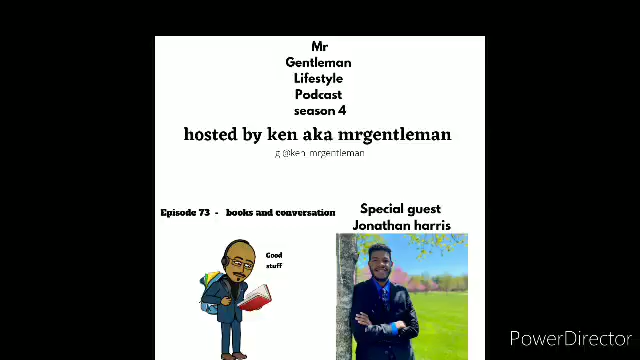 Mr
Gentleman
Lifestyle
Podcast
season 4
hosted by ken aka mrgentleman
g @ken_mrgentleman
Episode 73 - books and conversation
Special guest
Jonathan harris
Good
stuff
PowerDirector